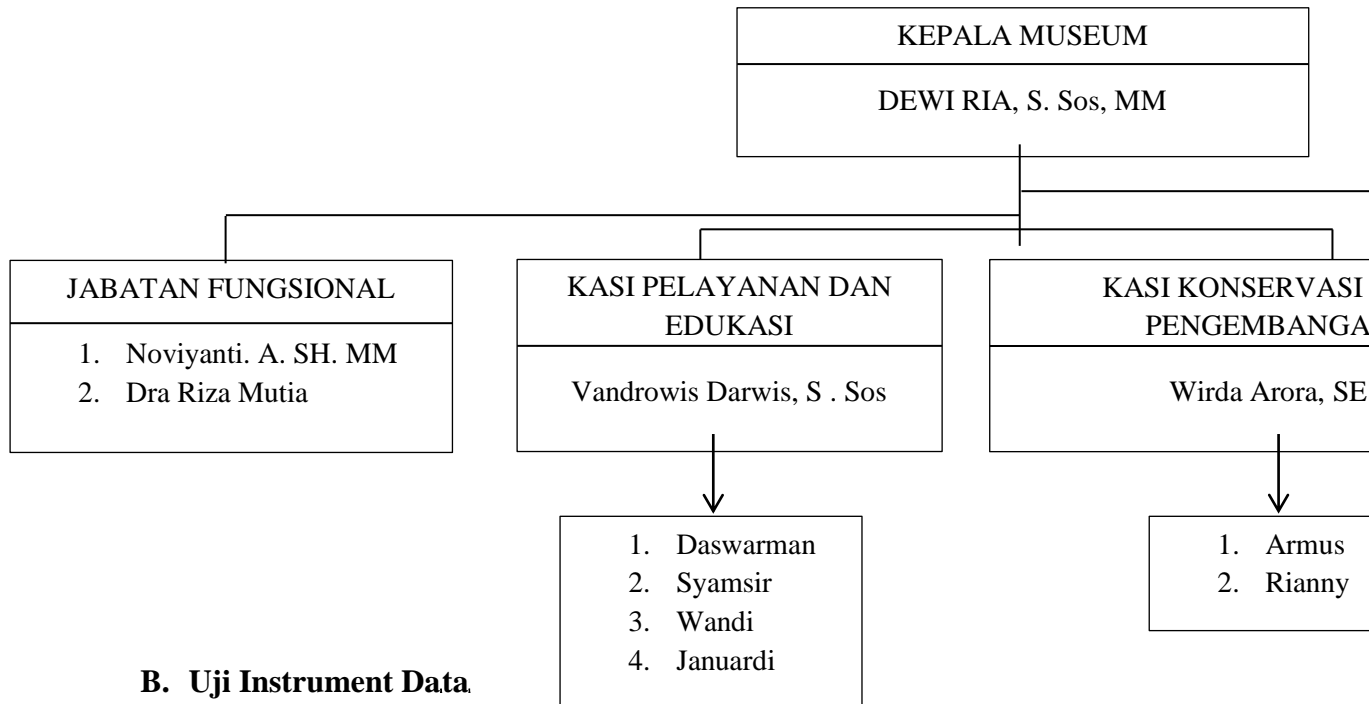 KEPALA MUSEUM
DEWI RIA, S. Sos, MM
JABATAN FUNGSIONAL
1. Noviyanti. A. SH. MM
2. Dra Riza Mutia
KASI PELAYANAN DAN
EDUKASI
Vandrowis Darwis, S . Sos
KASI KONSERVASI
PENGEMBANGA
Wirda Arora, SE
1. Daswarman
2. Syamsir
3. Wandi
4. Januardi
1. Armus
2. Rianny
B. Uji Instrument Data